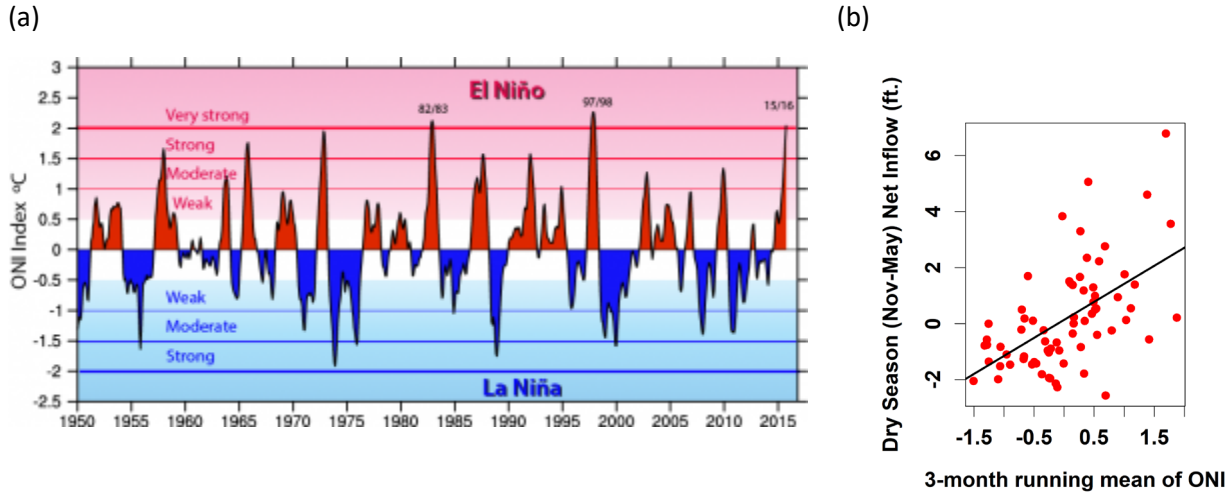 (a)
(b)
ONI Index ºC
3
2.5
2
1.5
1
0.5
0
-0.5
-1
-1.5
-2
-2.5
El Niño
82/83
97/98
15/16
Very strong
Strong
Moderate
Weak
Weak
Moderate
Strong
La Niña
1950 1955 1960 1965 1970 1975 1980 1985 1990 1995 2000 2005 2010 2015
Dry Season (Nov-May) Net Inflow (ft.)
6
4
2
0
-2
-1.5 -0.5 0.5 1.5
3-month running mean of ONI